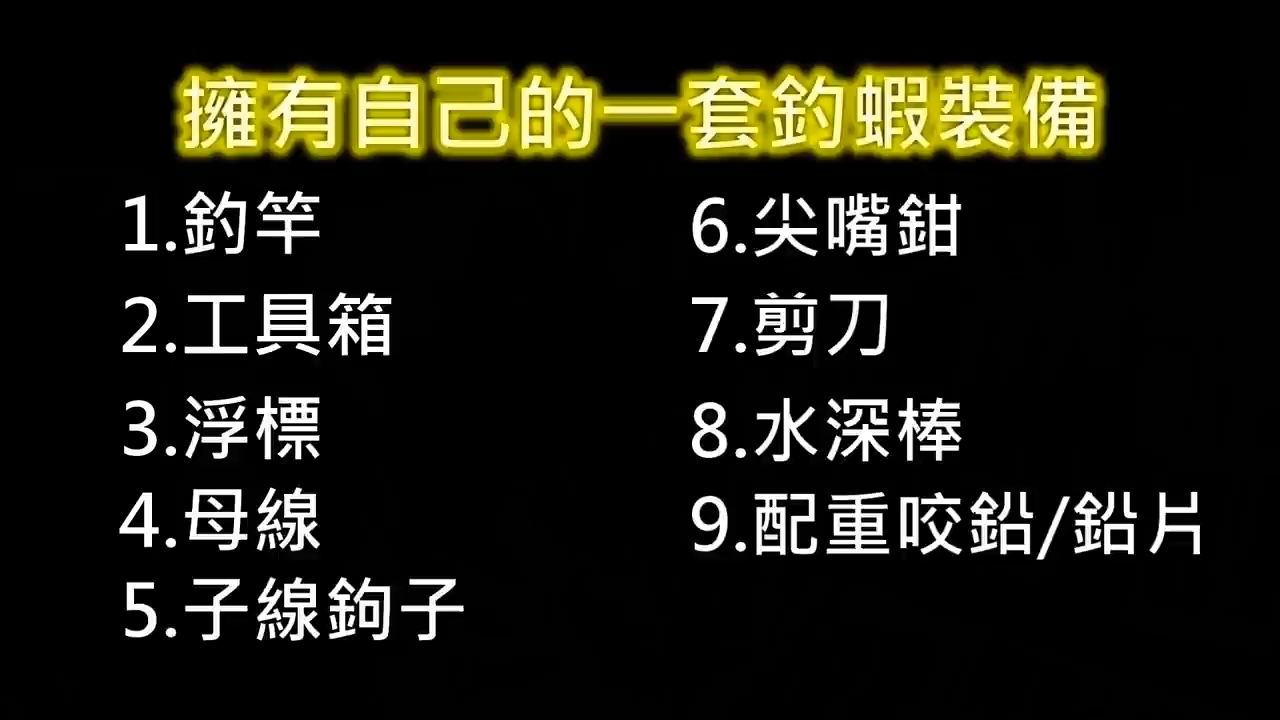 擁有自己的一套釣蝦裝備
1.釣竿
2.工具箱
3.浮標
4.母線
5.子線鉤子
6.尖嘴鉗
7.剪刀
8.水深棒
9.配重咬鉛/鉛片